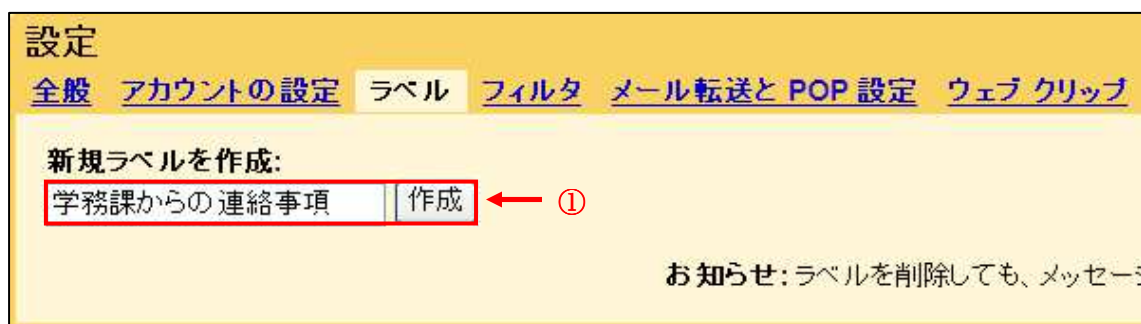 設定
全般 アカウントの設定 ラベル フィルタ メール転送と POP 設定 ウェブ クリップ
新規ラベルを作成:
学務課からの連絡事項 作成 ①
お知らせ: ラベルを削除しても、メッセー